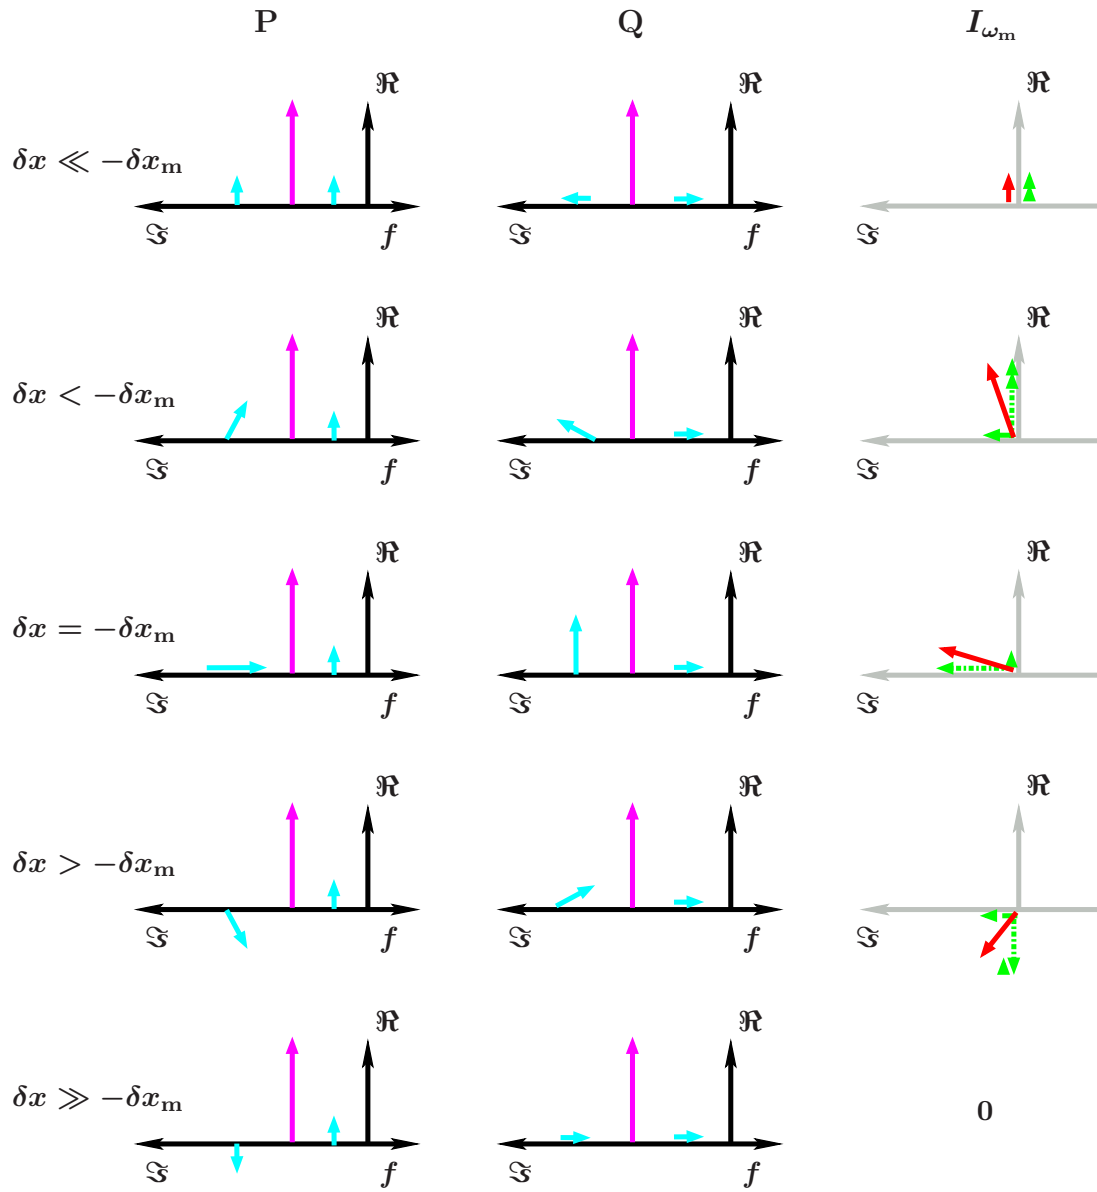 P Q I_{ω_m}
ℜ ℜ ℜ
δx ≪ −δx_m
ℑ f ℑ f ℑ
ℜ ℜ ℜ
δx < −δx_m
ℑ f ℑ f ℑ
ℜ ℜ ℜ
δx = −δx_m
ℑ f ℑ f ℑ
ℜ ℜ ℜ
δx > −δx_m
ℑ f ℑ f ℑ
ℜ ℜ
δx ≫ −δx_m 0
ℑ f ℑ f